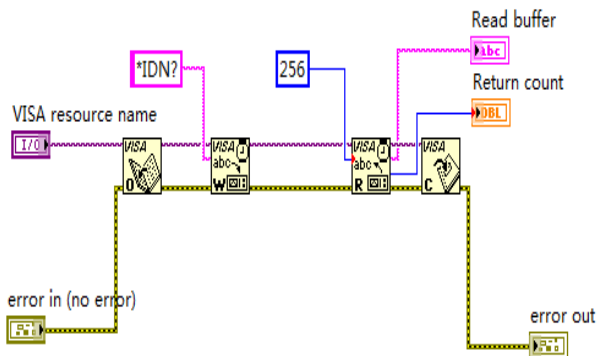 Read buffer
abc
*IDN?
256
Return count
DBL
VISA resource name
I/O
VISA
O
VISA
abc
W
VISA
abc
R
VISA
C
error in (no error)
error out